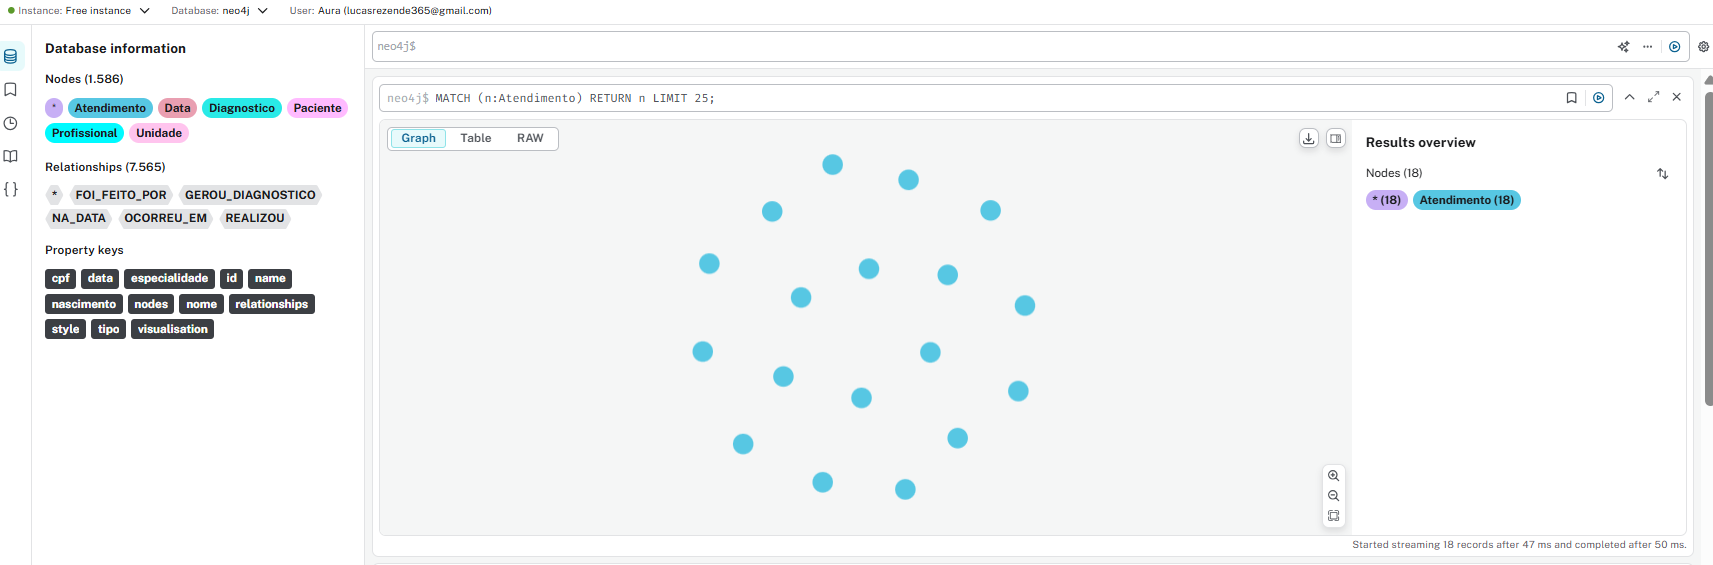 Instance: Free instance Database: neo4j User: Aura (lucasrezende365@gmail.com)
Database information
Nodes (1.586)
* Atendimento Data Diagnostico Paciente
Profissional Unidade
Relationships (7.565)
* FOI_FEITO_POR GEROU_DIAGNOSTICO
NA_DATA OCORREU_EM REALIZOU
Property keys
cpf data especialidade id name
nascimento nodes nome relationships
style tipo visualisation
neo4j$
neo4j$ MATCH (n:Atendimento) RETURN n LIMIT 25;
Graph Table RAW
Results overview
Nodes (18)
* (18) Atendimento (18)
Started streaming 18 records after 47 ms and completed after 50 ms.